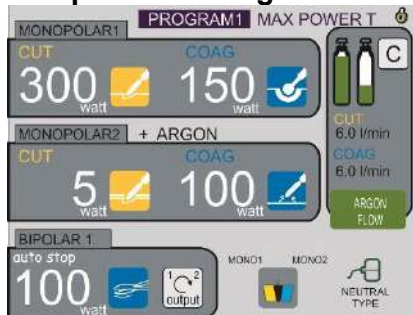 PROGRAM1 MAX POWER T
MONOPOLAR1
CUT
300 watt
COAG
150 watt
C
CUT
6.0 l/min
COAG
6.0 l/min
ARGON
FLOW
MONOPOLAR2 + ARGON
CUT
5 watt
COAG
100 watt
BIPOLAR 1
auto stop
100 watt
1 2
output
MONO1 MONO2
NEUTRAL
TYPE